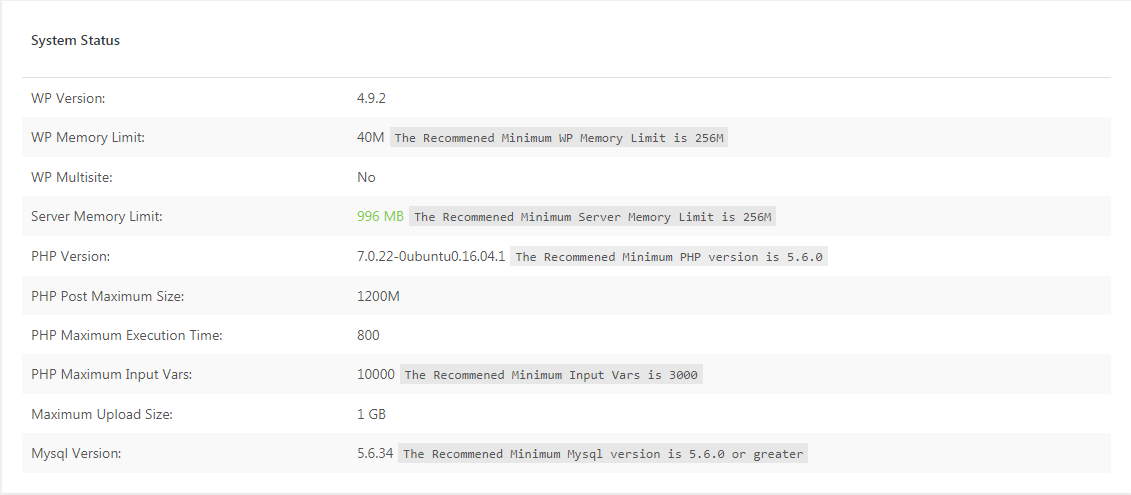 System Status
WP Version: 4.9.2
WP Memory Limit: 40M The Recommened Minimum WP Memory Limit is 256M
WP Multisite: No
Server Memory Limit: 996 MB The Recommened Minimum Server Memory Limit is 256M
PHP Version: 7.0.22-0ubuntu0.16.04.1 The Recommened Minimum PHP version is 5.6.0
PHP Post Maximum Size: 1200M
PHP Maximum Execution Time: 800
PHP Maximum Input Vars: 10000 The Recommened Minimum Input Vars is 3000
Maximum Upload Size: 1 GB
Mysql Version: 5.6.34 The Recommened Minimum Mysql version is 5.6.0 or greater